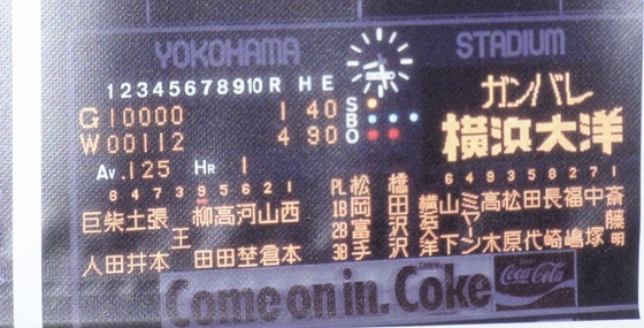 YOKOHAMA STADIUM
12345678910 R H E
G 10000 1 40
W 00112 4 90
S
B
O
Av .125 HR 1
ガンバレ
横浜大洋
8 4 7 3 9 5 6 2 1
巨人
柴田
土井
張本
王
柳田
高田
河埜
山倉
西本
PL 松橋
1B 岡田
2B 富沢
3B 手沢
6 4 9 3 5 8 2 7 1
横浜大洋
山下
ミヤーン
高木
松原
田代
長崎
福嶋
中塚
斎藤明
Come on in. Coke
Coca-Cola